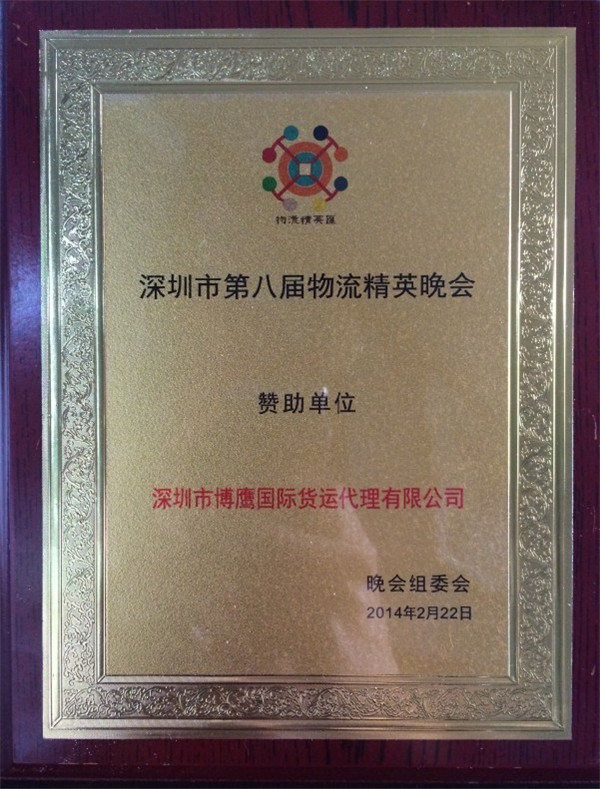 物流精英匯
深圳市第八届物流精英晚会
赞助单位
深圳市博鹰国际货运代理有限公司
晚会组委会
2014年2月22日